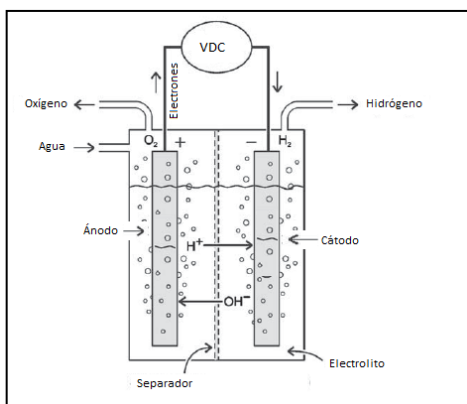 VDC
Electrones
Oxígeno
Hidrógeno
O₂ + − H₂
Agua
Ánodo
H⁺
Cátodo
OH⁻
Electrolito
Separador